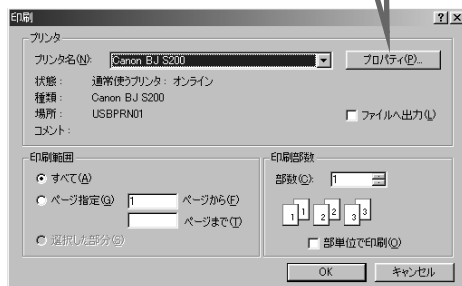 印刷
プリンタ
プリンタ名(N): Canon BJ S200 プロパティ(P)...
状態: 通常使うプリンタ: オンライン
種類: Canon BJ S200
場所: USBPRN01 ファイルへ出力(L)
コメント:
印刷範囲 印刷部数
すべて(A) 部数(C): 1
ページ指定(G) 1 ページから(F)
ページまで(T)
1 1 2 2 3 3
選択した部分(S) 部単位で印刷(O)
OK キャンセル